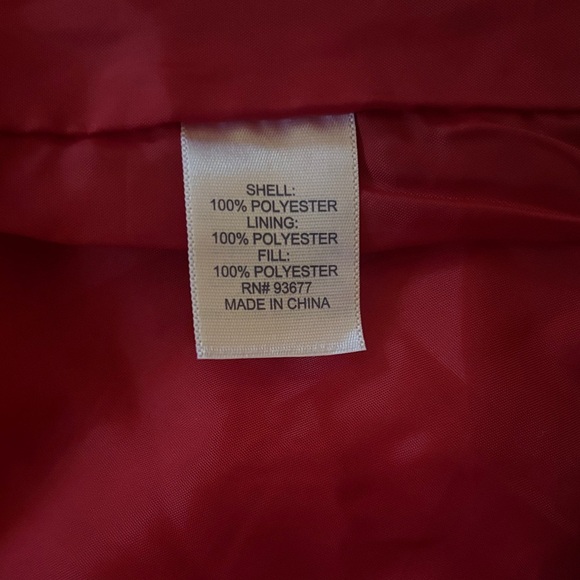 SHELL:
100% POLYESTER
LINING:
100% POLYESTER
FILL:
100% POLYESTER
RN# 93677
MADE IN CHINA